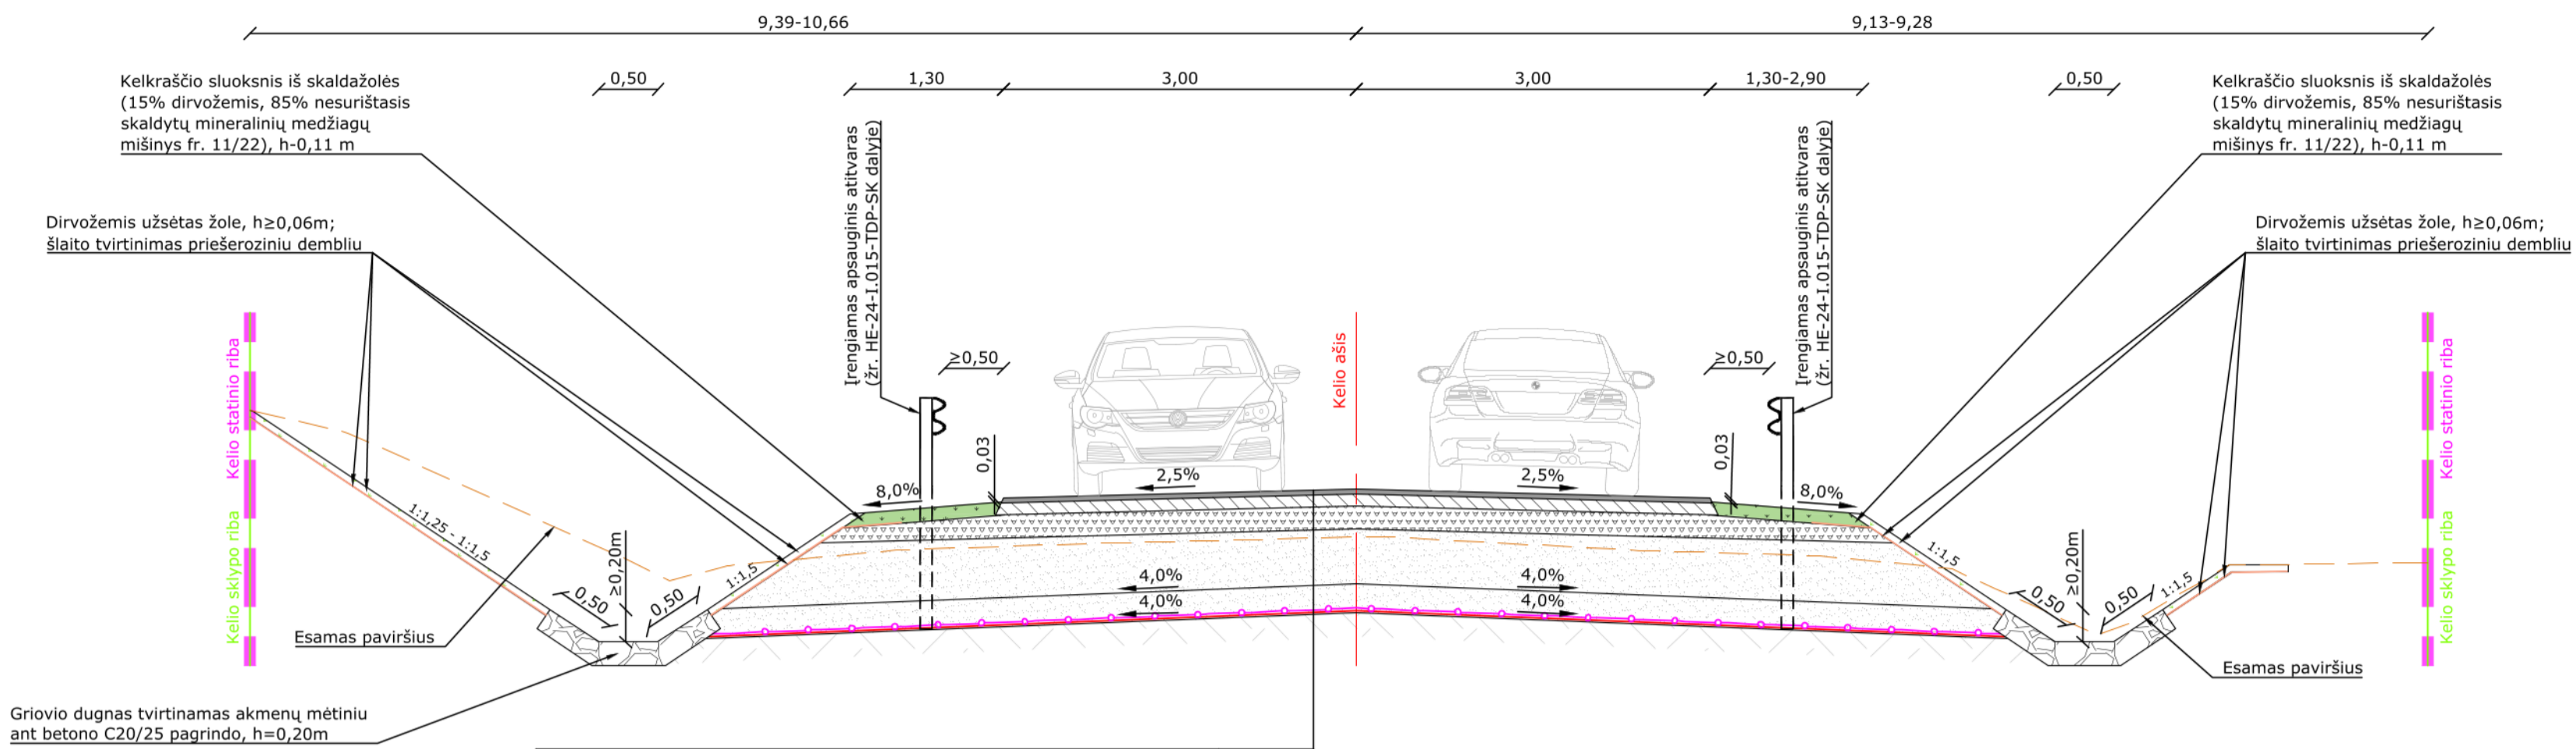 9,39-10,66
9,13-9,28
0,50
1,30
3,00
3,00
1,30-2,90
0,50
Kelkraščio sluoksnis iš skaldažolės
(15% dirvožemis, 85% nesurištasis
skaldytų mineralinių medžiagų
mišinys fr. 11/22), h-0,11 m
Kelkraščio sluoksnis iš skaldažolės
(15% dirvožemis, 85% nesurištasis
skaldytų mineralinių medžiagų
mišinys fr. 11/22), h-0,11 m
Įrengiamas apsauginis atitvaras
(žr. HE-24-I.015-TDP-SK dalyje)
Įrengiamas apsauginis atitvaras
(žr. HE-24-I.015-TDP-SK dalyje)
Dirvožemis užsėtas žole, h≥0,06m;
šlaito tvirtinimas priešeroziniu dembliu
Dirvožemis užsėtas žole, h≥0,06m;
šlaito tvirtinimas priešeroziniu dembliu
Kelio statinio riba
Kelio sklypo riba
Kelio ašis
Kelio statinio riba
Kelio sklypo riba
≥0,50
≥0,50
0,03
0,03
8,0%
2,5%
2,5%
8,0%
1:1,25 - 1:1,5
1:1,5
1:1,5
1:1,5
0,50
≥0,20m
0,50
0,50
≥0,20m
0,50
4,0%
4,0%
4,0%
4,0%
Esamas paviršius
Esamas paviršius
Griovio dugnas tvirtinamas akmenų mėtiniu
ant betono C20/25 pagrindo, h=0,20m